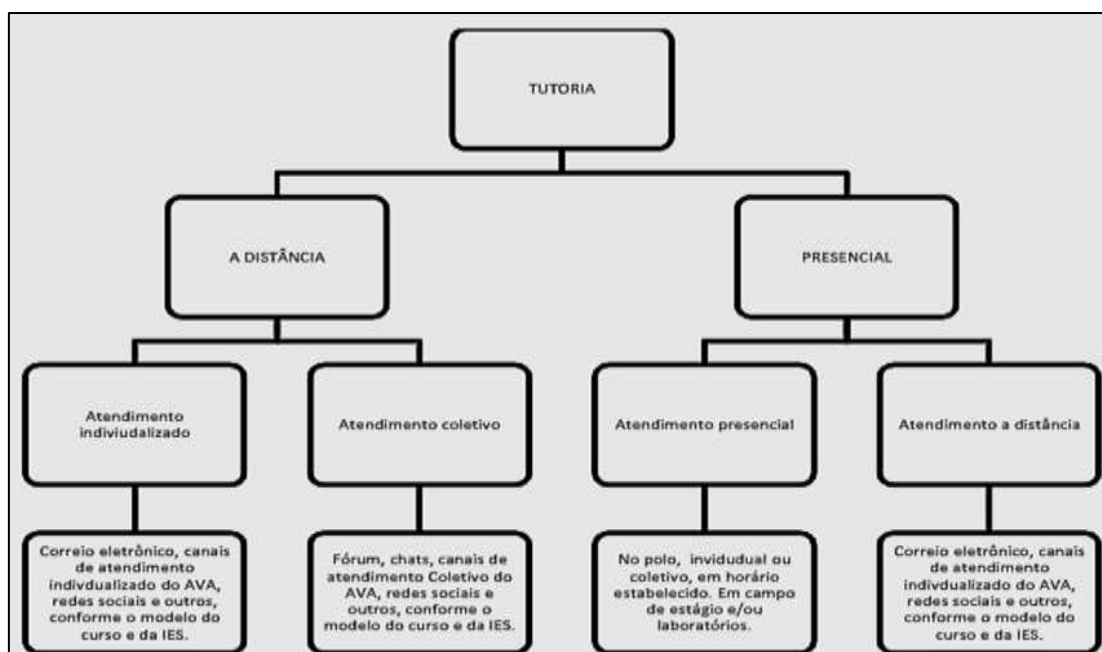 TUTORIA
A DISTÂNCIA
PRESENCIAL
Atendimento
indiviudalizado
Atendimento coletivo
Atendimento presencial
Atendimento a distância
Correio eletrônico, canais
de atendimento
indivdualizado do AVA,
redes sociais e outros,
conforme o modelo do
curso e da IES.
Fórum, chats, canais de
atendimento Coletivo do
AVA, redes sociais e
outros, conforme o
modelo do curso e da IES.
No polo, invidudual ou
coletivo, em horário
estabelecido. Em campo
de estágio e/ou
laboratórios.
Correio eletrônico, canais
de atendimento
indivdualizado do AVA,
redes sociais e outros,
conforme o modelo do
curso e da IES.